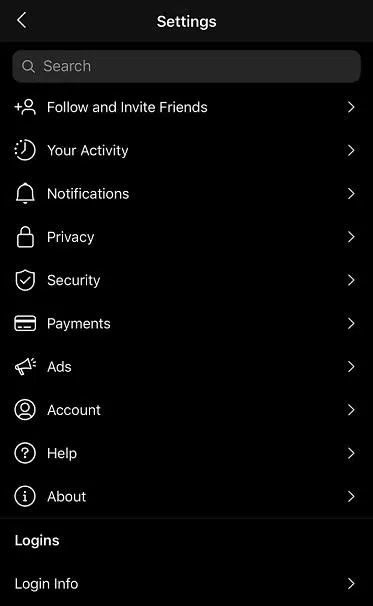 Settings
Search
Follow and Invite Friends
Your Activity
Notifications
Privacy
Security
Payments
Ads
Account
Help
About
Logins
Login Info